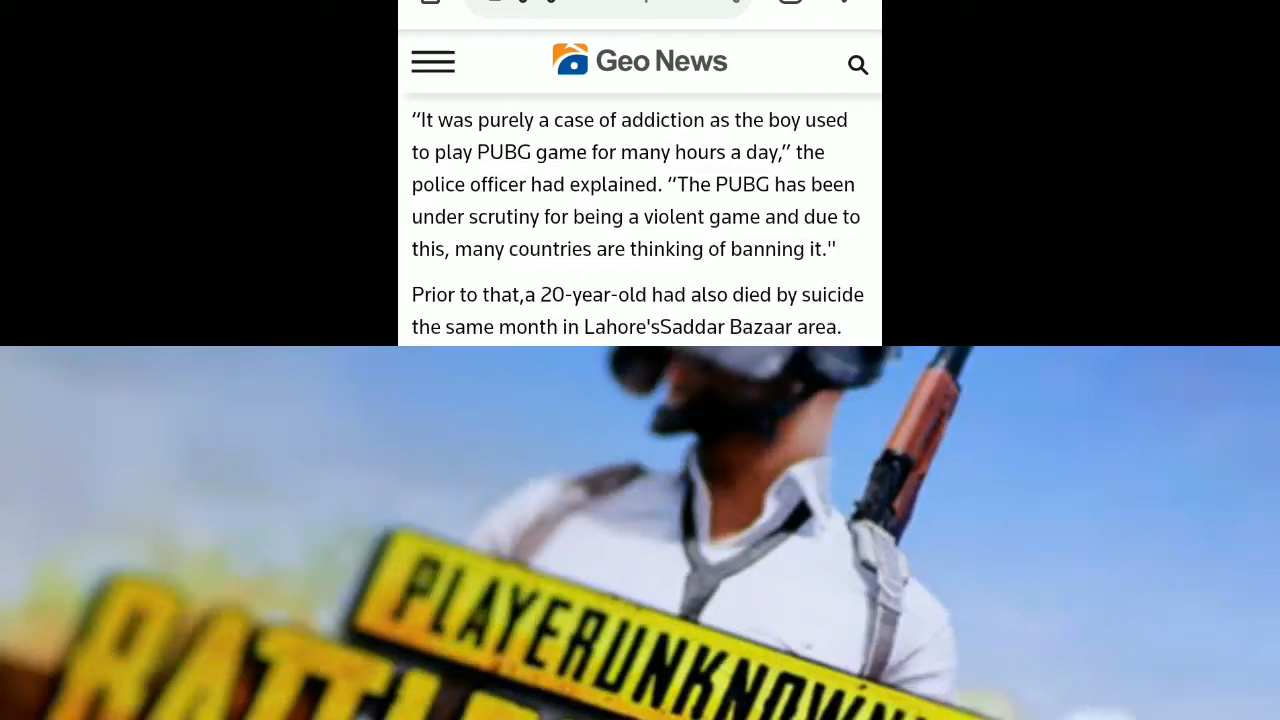 Geo News
“It was purely a case of addiction as the boy used
to play PUBG game for many hours a day,” the
police officer had explained. “The PUBG has been
under scrutiny for being a violent game and due to
this, many countries are thinking of banning it."
Prior to that,a 20-year-old had also died by suicide
the same month in Lahore'sSaddar Bazaar area.
PLAYERUNKNOWN
BATTLE